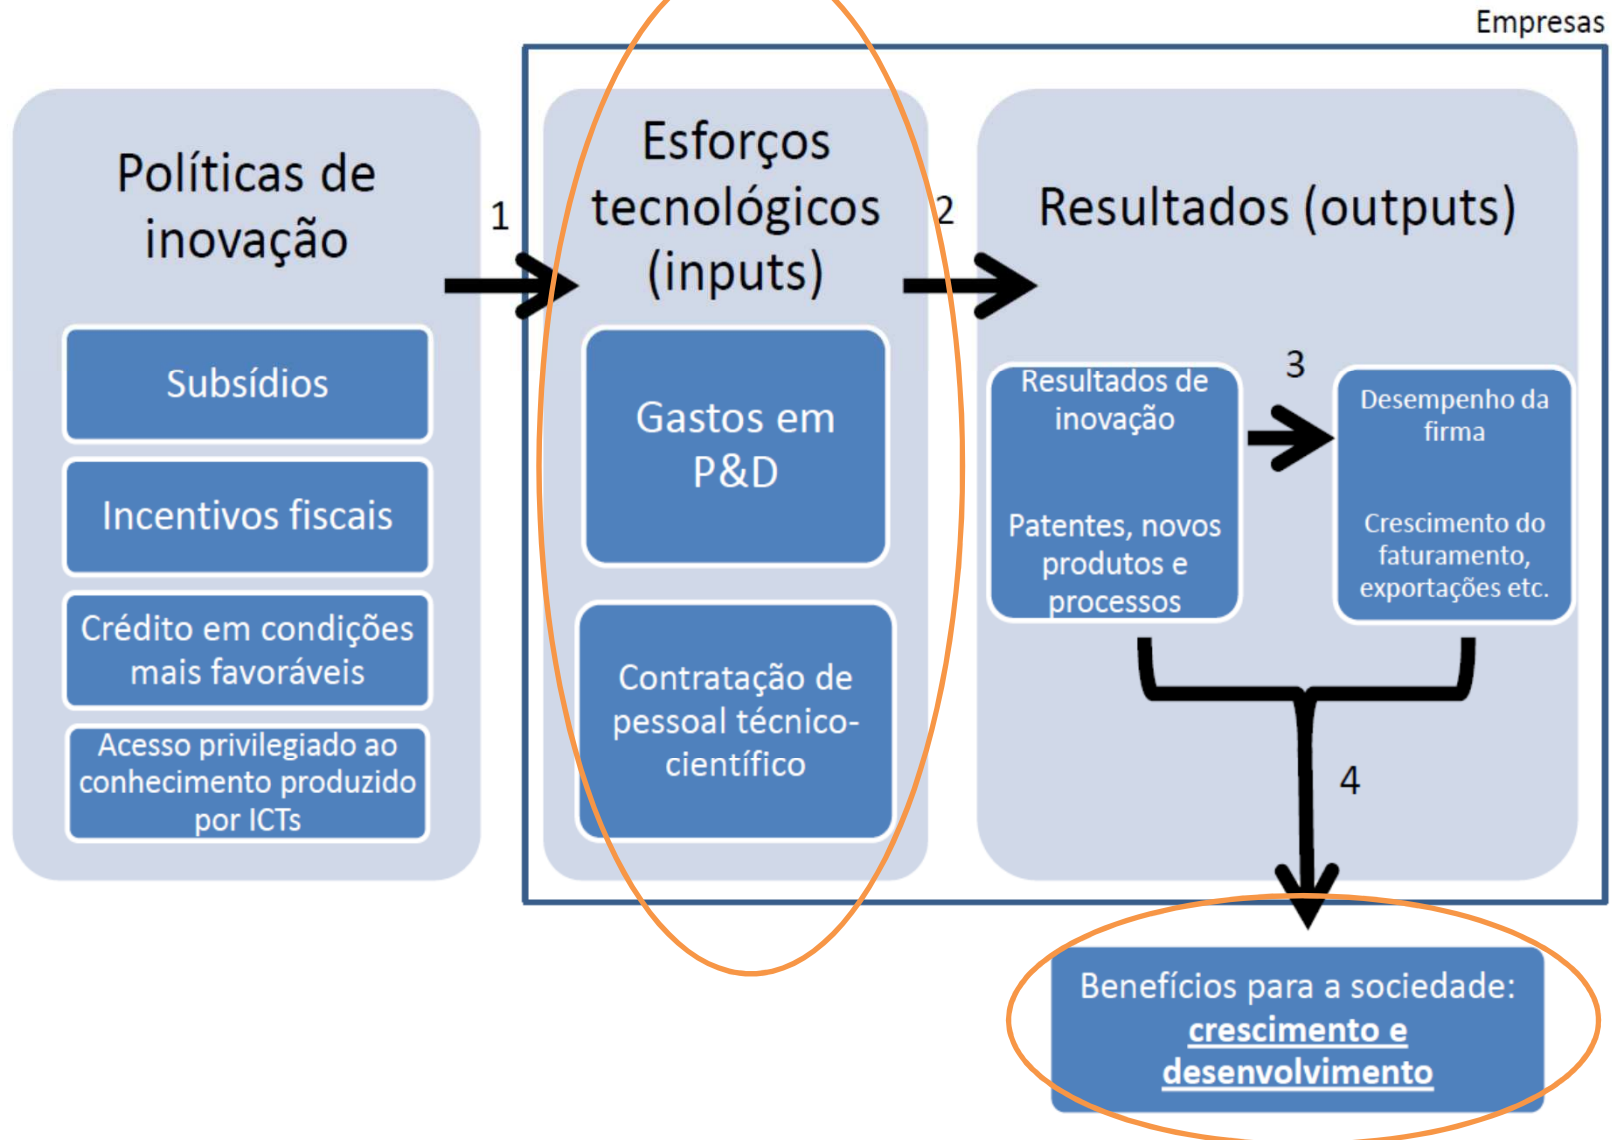 Empresas
Políticas de
inovação
Subsídios
Incentivos fiscais
Crédito em condições
mais favoráveis
Acesso privilegiado ao
conhecimento produzido
por ICTs
1
Esforços
tecnológicos
(inputs)
Gastos em
P&D
Contratação de
pessoal técnico-
científico
2
Resultados (outputs)
Resultados de
inovação
Patentes, novos
produtos e
processos
3
Desempenho da
firma
Crescimento do
faturamento,
exportações etc.
4
Benefícios para a sociedade:
crescimento e
desenvolvimento